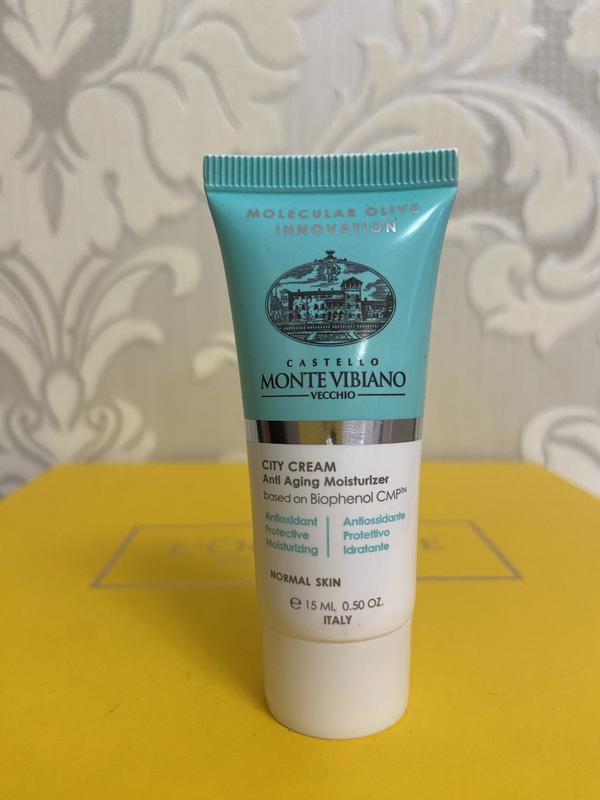 MOLECULAR OLIVE
INNOVATION
CASTELLO
MONTE VIBIANO
VECCHIO
CITY CREAM
Anti Aging Moisturizer
based on Biophenol CMP™
Antioxidant
Protective
Moisturizing
Antiossidante
Protettivo
Idratante
NORMAL SKIN
℮ 15 ML 0.50 OZ.
ITALY